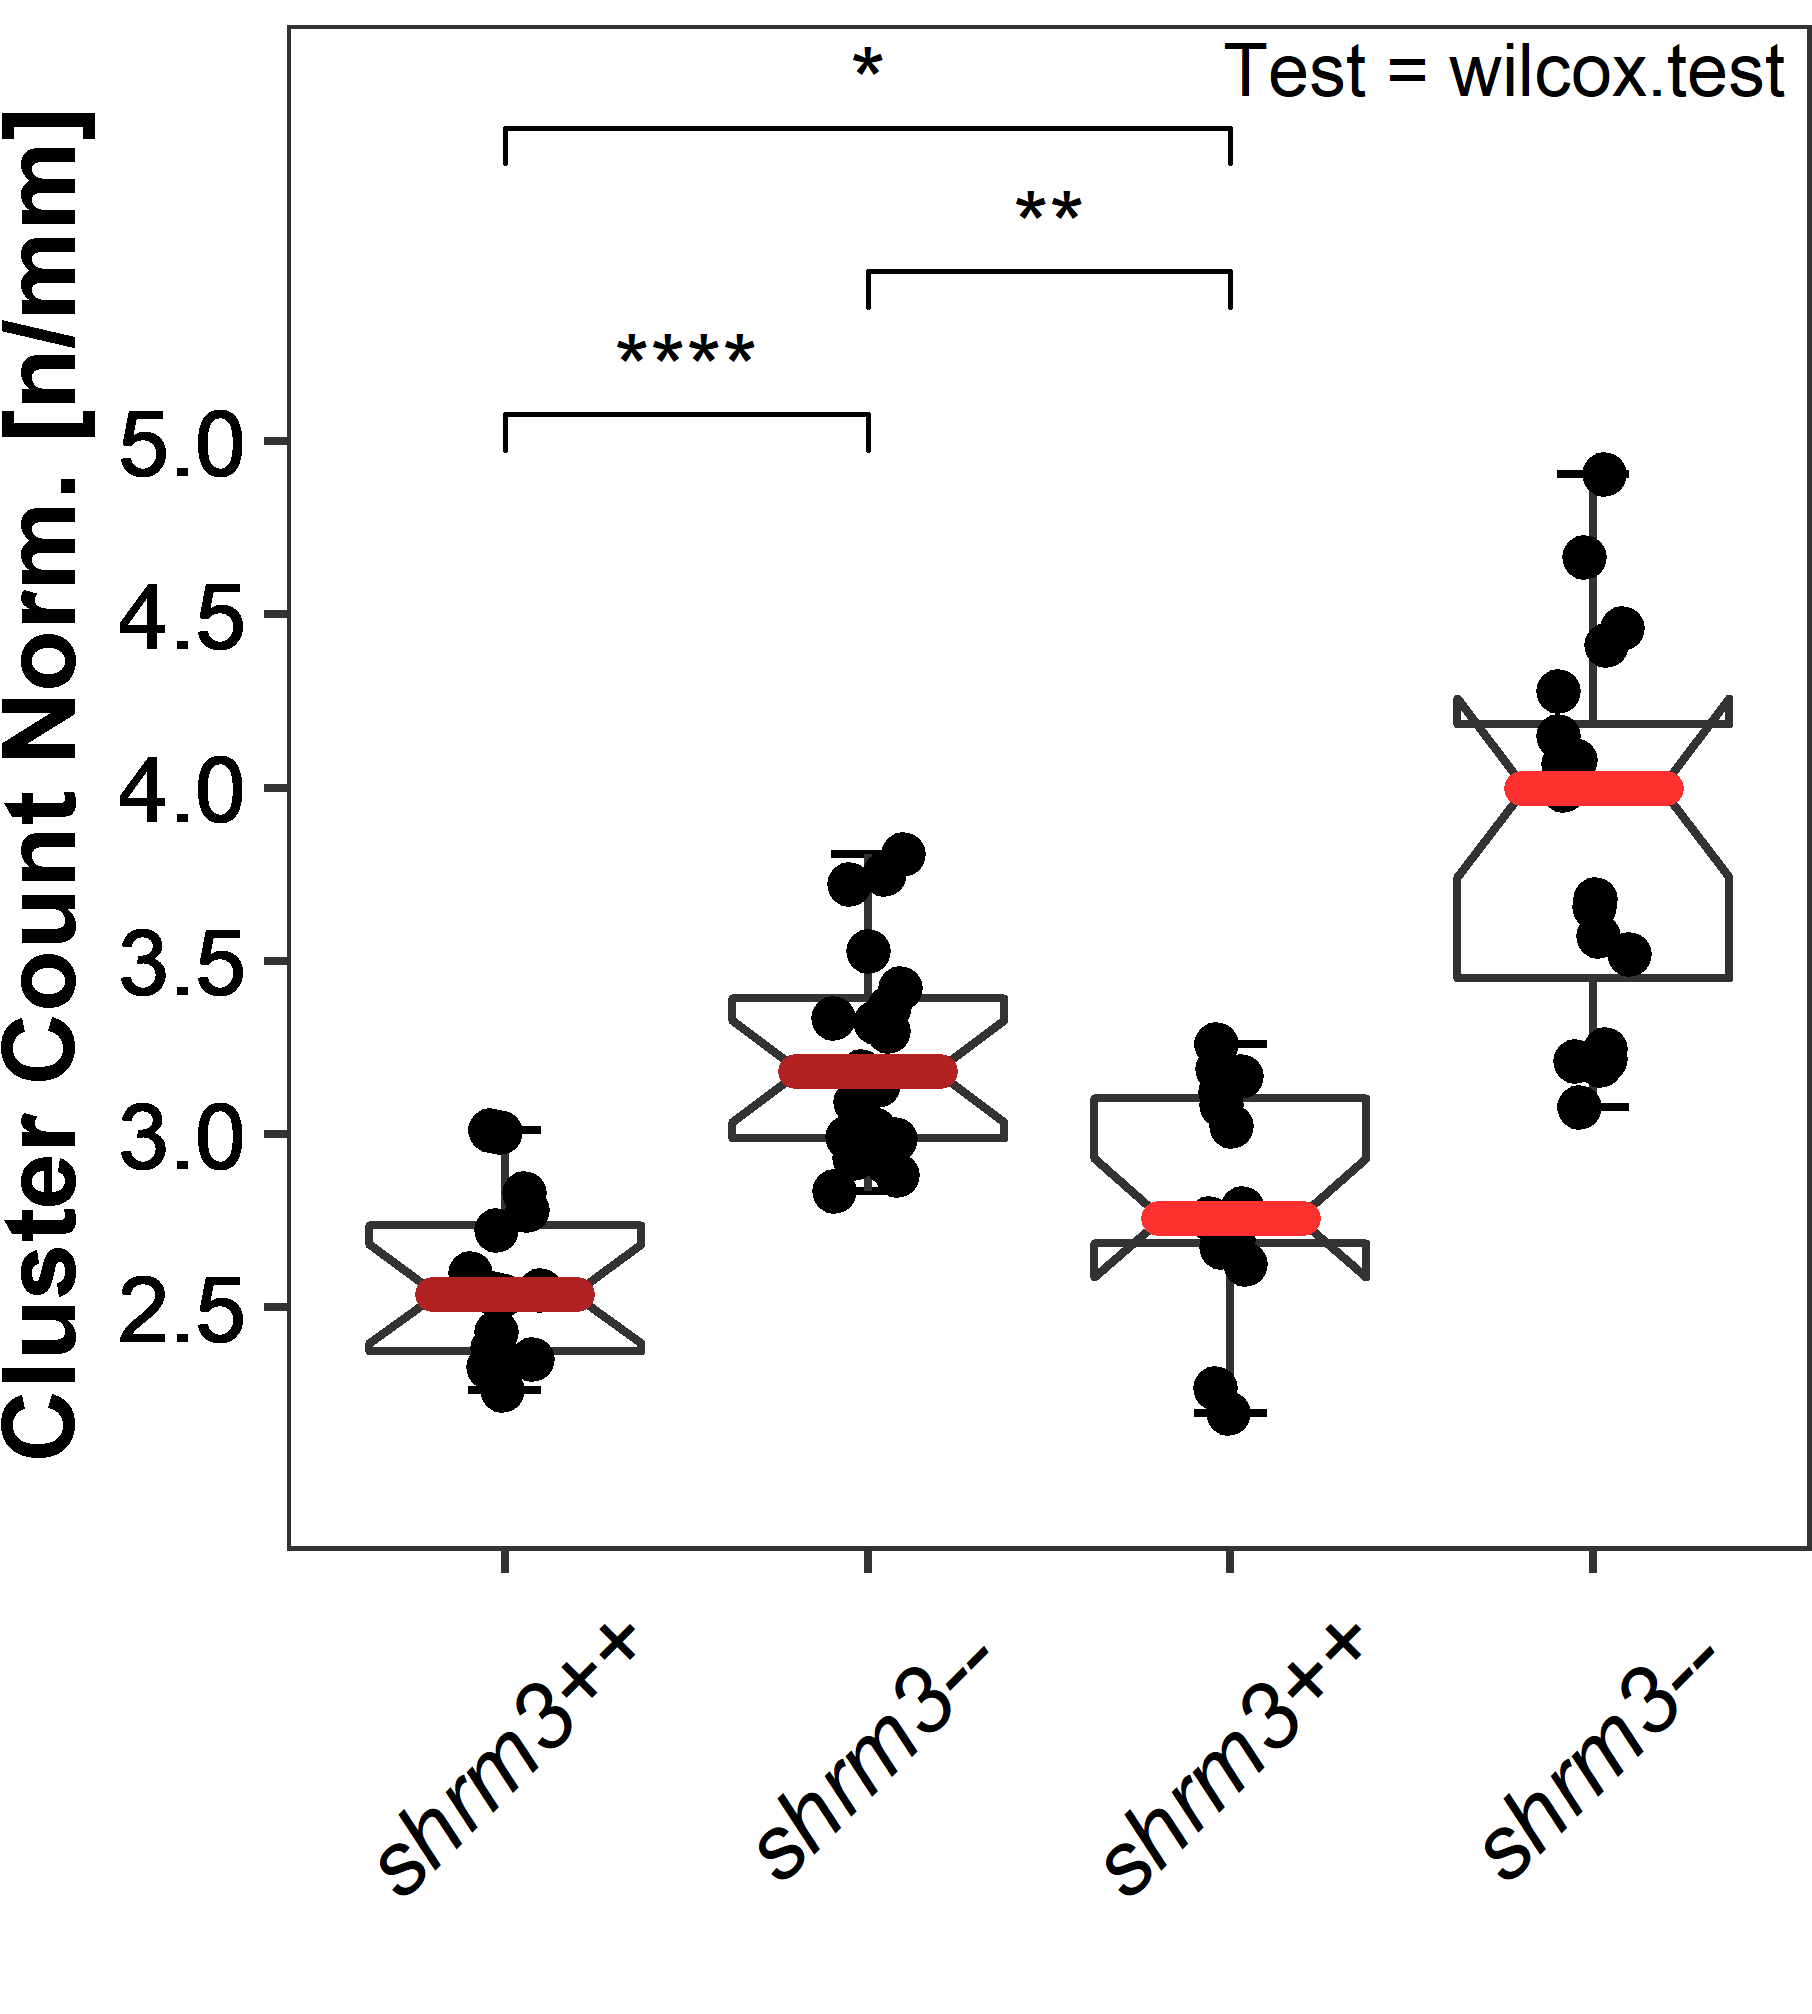 Test = wilcox.test
*
**
****
Cluster Count Norm. [n/mm]
5.0
4.5
4.0
3.5
3.0
2.5
shrm3++
shrm3--
shrm3++
shrm3--